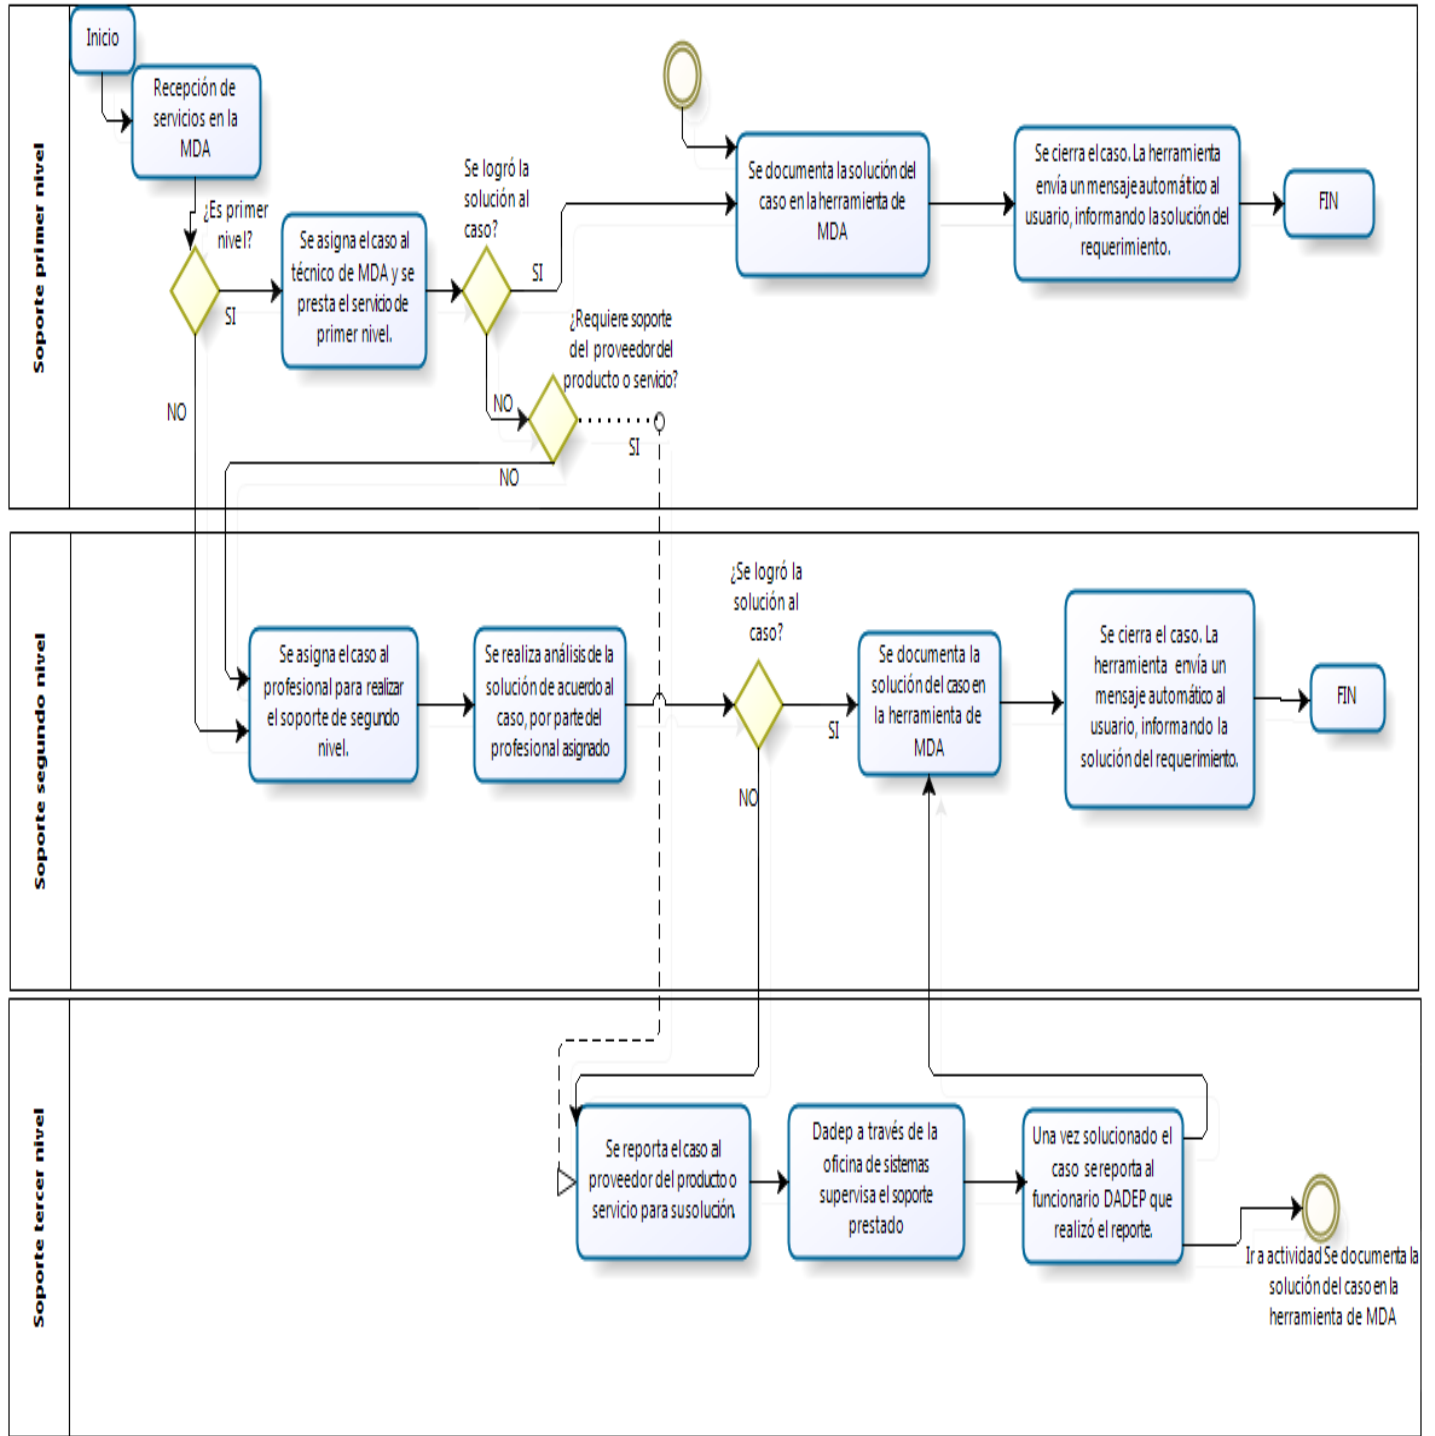 Soporte primer nivel
Inicio
Recepción de
servicios en la
MDA
¿Es primer
nivel?
SI
NO
Se asigna el caso al
técnico de MDA y se
presta el servicio de
primer nivel.
Se logró la
solución al
caso?
SI
NO
¿Requiere soporte
del proveedor del
producto o servicio?
SI
NO
Se documenta la solución del
caso en la herramienta de
MDA
Se cierra el caso. La herramienta
envía un mensaje automático al
usuario, informando la solución del
requerimiento.
FIN
Soporte segundo nivel
Se asigna el caso al
profesional para realizar
el soporte de segundo
nivel.
Se realiza análisis de la
solución de acuerdo al
caso, por parte del
profesional asignado
¿Se logró la
solución al
caso?
SI
NO
Se documenta la
solución del caso en
la herramienta de
MDA
Se cierra el caso. La
herramienta envía un
mensaje automático al
usuario, informando la
solución del requerimiento.
FIN
Soporte tercer nivel
Se reporta el caso al
proveedor del producto o
servicio para su solución.
Dadep a través de la
oficina de sistemas
supervisa el soporte
prestado
Una vez solucionado el
caso se reporta al
funcionario DADEP que
realizó el reporte.
Ir a actividad Se documenta la
solución del caso en la
herramienta de MDA